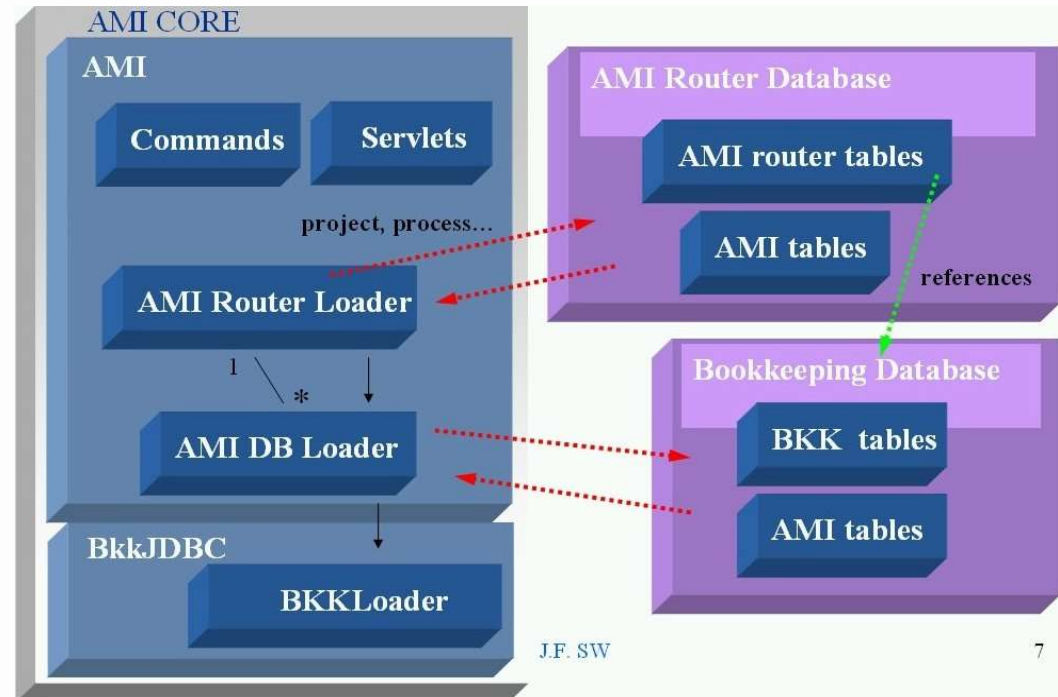 AMI CORE
AMI
Commands
Servlets
project, process...
AMI Router Loader
1
*
AMI DB Loader
BkkJDBC
BKKLoader
AMI Router Database
AMI router tables
AMI tables
references
Bookkeeping Database
BKK tables
AMI tables
J.F. SW
7